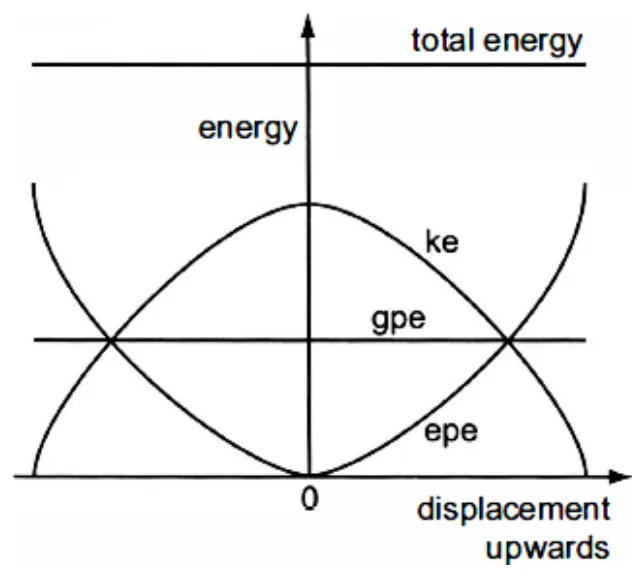 total energy
energy
ke
gpe
epe
0
displacement
upwards